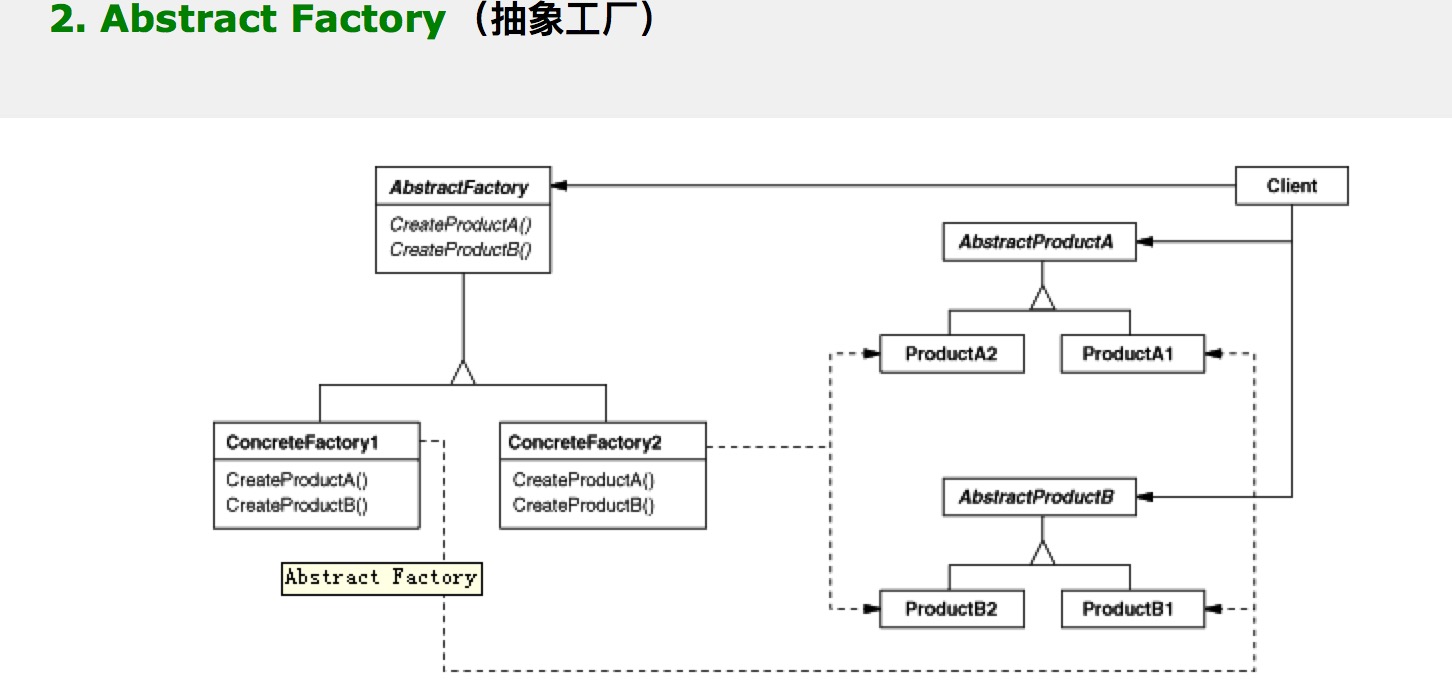 2. Abstract Factory （抽象工厂）
AbstractFactory
CreateProductA()
CreateProductB()
Client
AbstractProductA
ProductA2
ProductA1
ConcreteFactory1
CreateProductA()
CreateProductB()
ConcreteFactory2
CreateProductA()
CreateProductB()
AbstractProductB
Abstract Factory
ProductB2
ProductB1